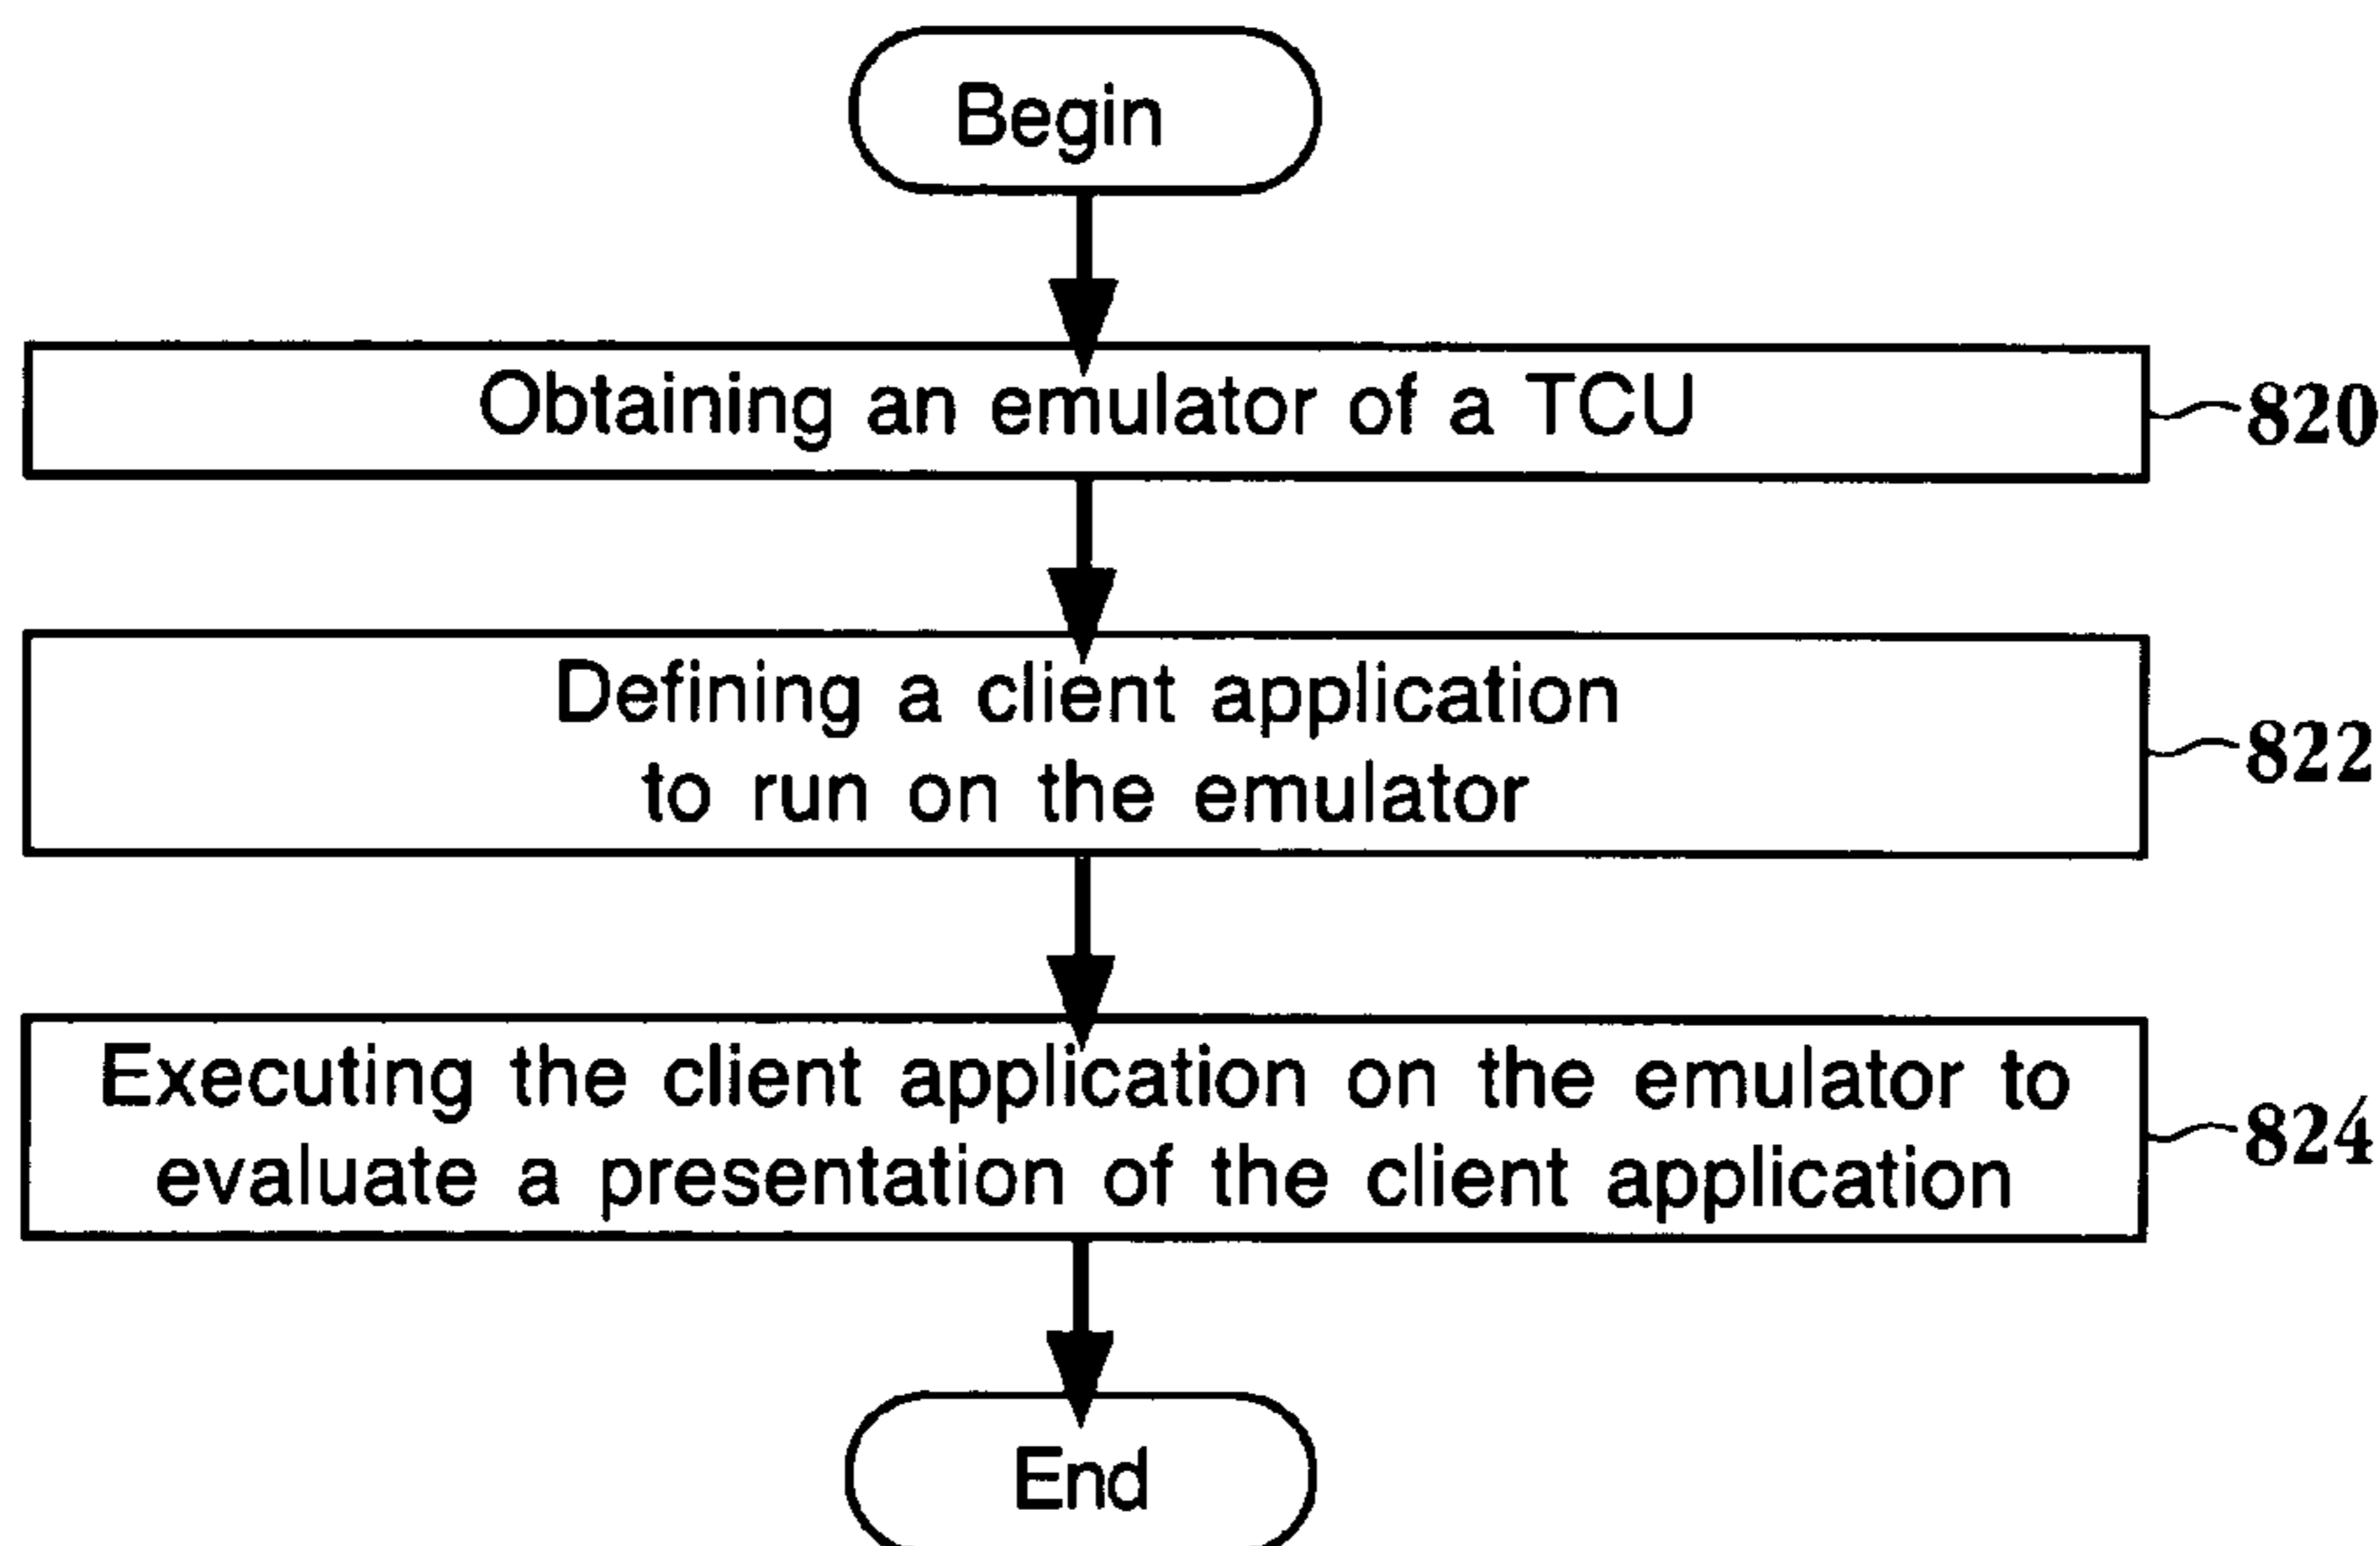 Begin
Obtaining an emulator of a TCU
820
Defining a client application
to run on the emulator
822
Executing the client application on the emulator to
evaluate a presentation of the client application
824
End